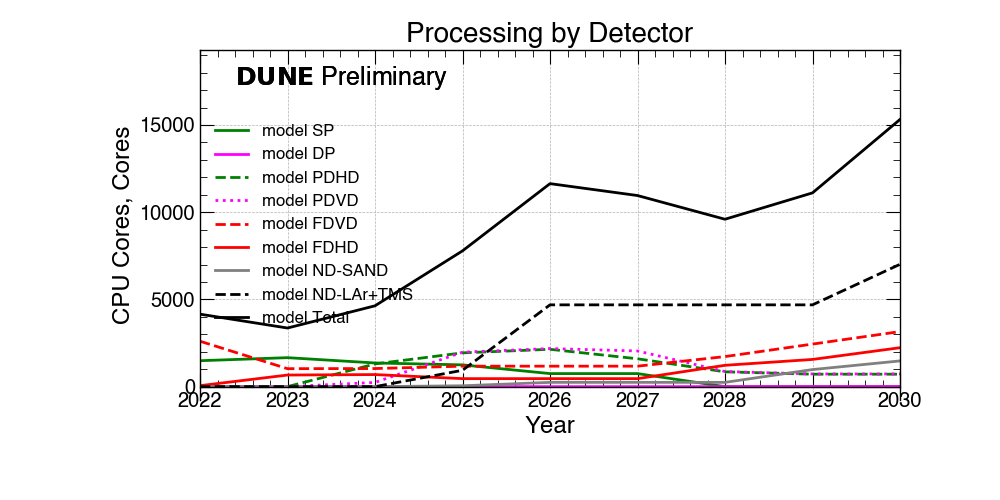 Processing by Detector
DUNE Preliminary
CPU Cores, Cores
15000
10000
5000
0
model SP
model DP
model PDHD
model PDVD
model FDVD
model FDHD
model ND-SAND
model ND-LAr+TMS
model Total
2022 2023 2024 2025 2026 2027 2028 2029 2030
Year